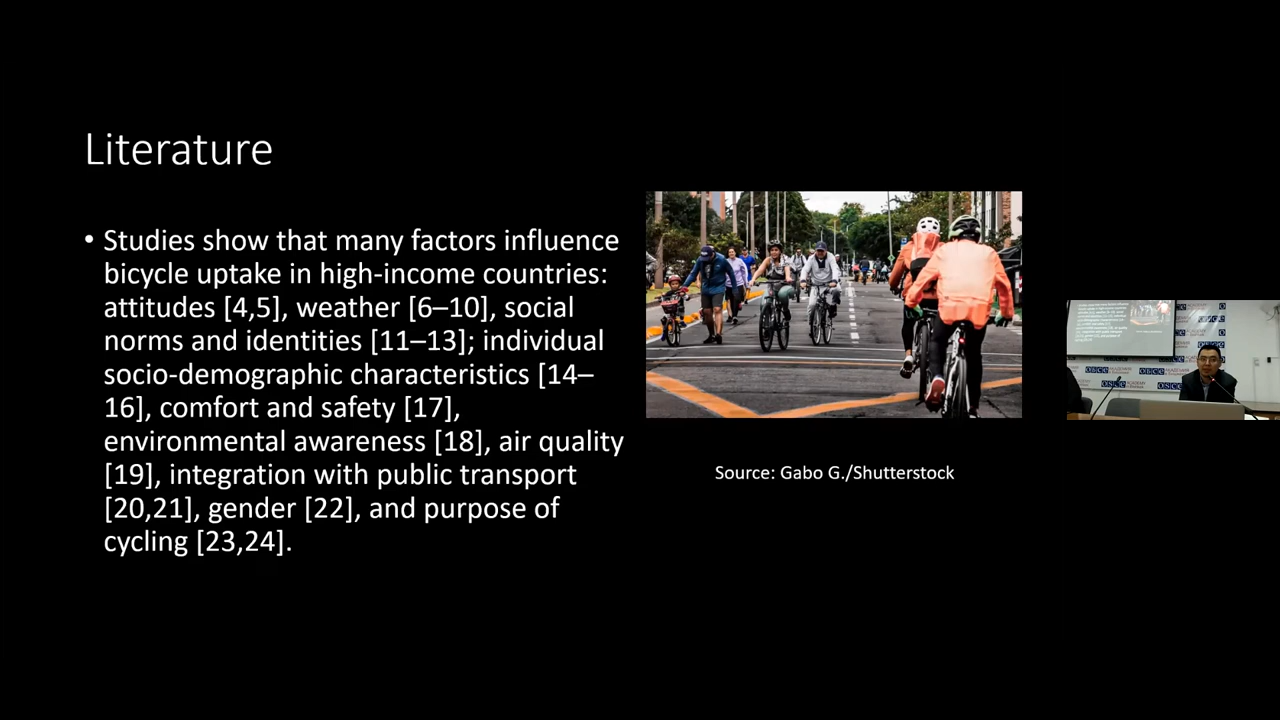 Literature
• Studies show that many factors influence
bicycle uptake in high-income countries:
attitudes [4,5], weather [6–10], social
norms and identities [11–13]; individual
socio-demographic characteristics [14–
16], comfort and safety [17],
environmental awareness [18], air quality
[19], integration with public transport
[20,21], gender [22], and purpose of
cycling [23,24].
Source: Gabo G./Shutterstock
osce ACADEMY